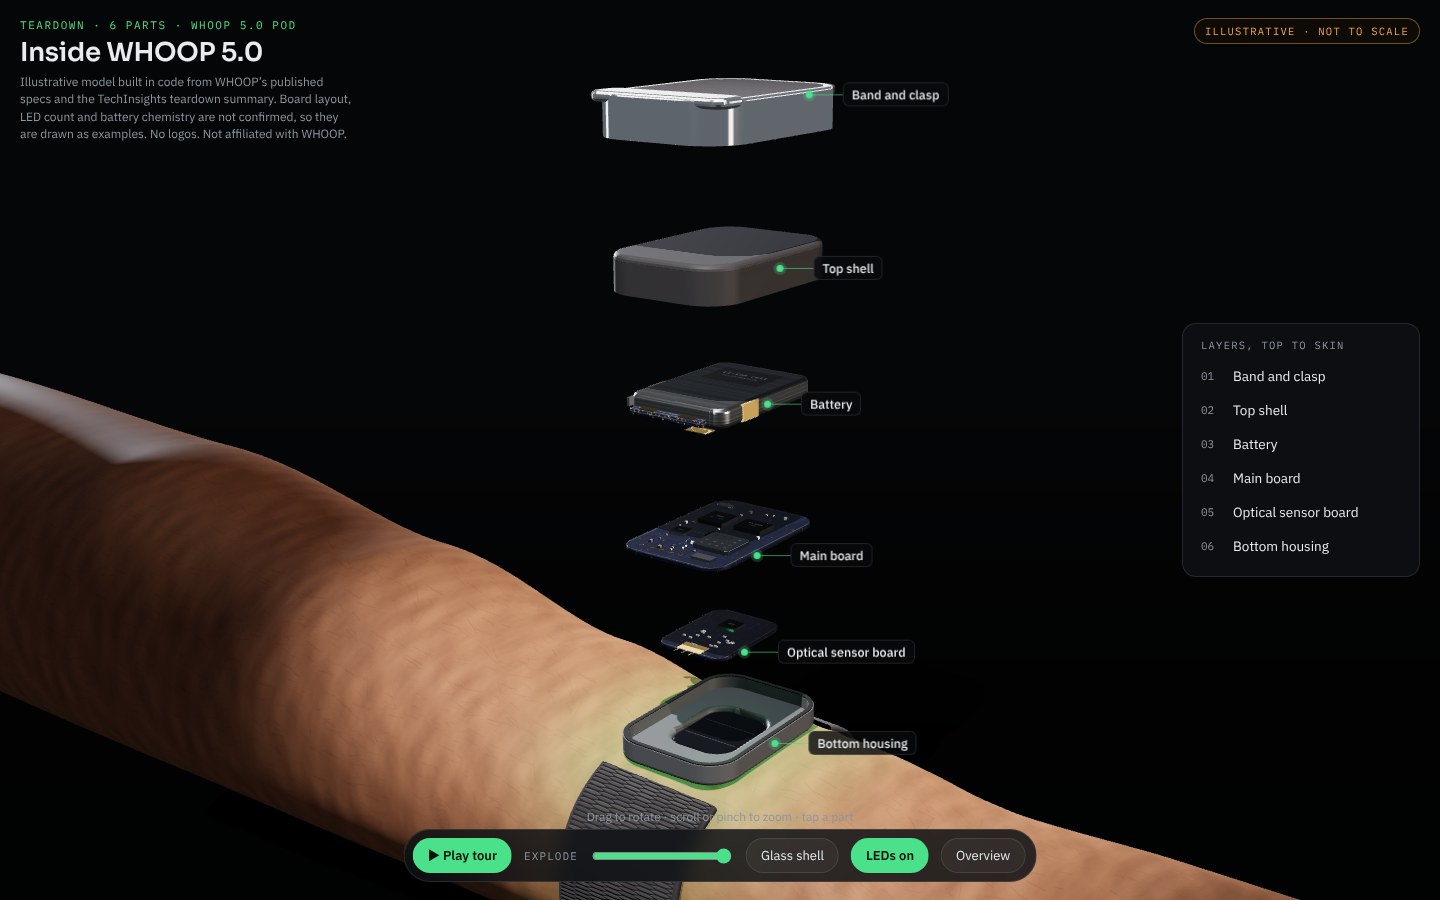 TEARDOWN · 6 PARTS · WHOOP 5.0 POD
Inside WHOOP 5.0
Illustrative model built in code from WHOOP's published
specs and the TechInsights teardown summary. Board layout,
LED count and battery chemistry are not confirmed, so they
are drawn as examples. No logos. Not affiliated with WHOOP.
ILLUSTRATIVE · NOT TO SCALE
Band and clasp
Top shell
Battery
Main board
Optical sensor board
Bottom housing
LAYERS, TOP TO SKIN
01 Band and clasp
02 Top shell
03 Battery
04 Main board
05 Optical sensor board
06 Bottom housing
Drag to rotate · scroll or pinch to zoom · tap a part
▶ Play tour
EXPLODE
Glass shell
LEDs on
Overview